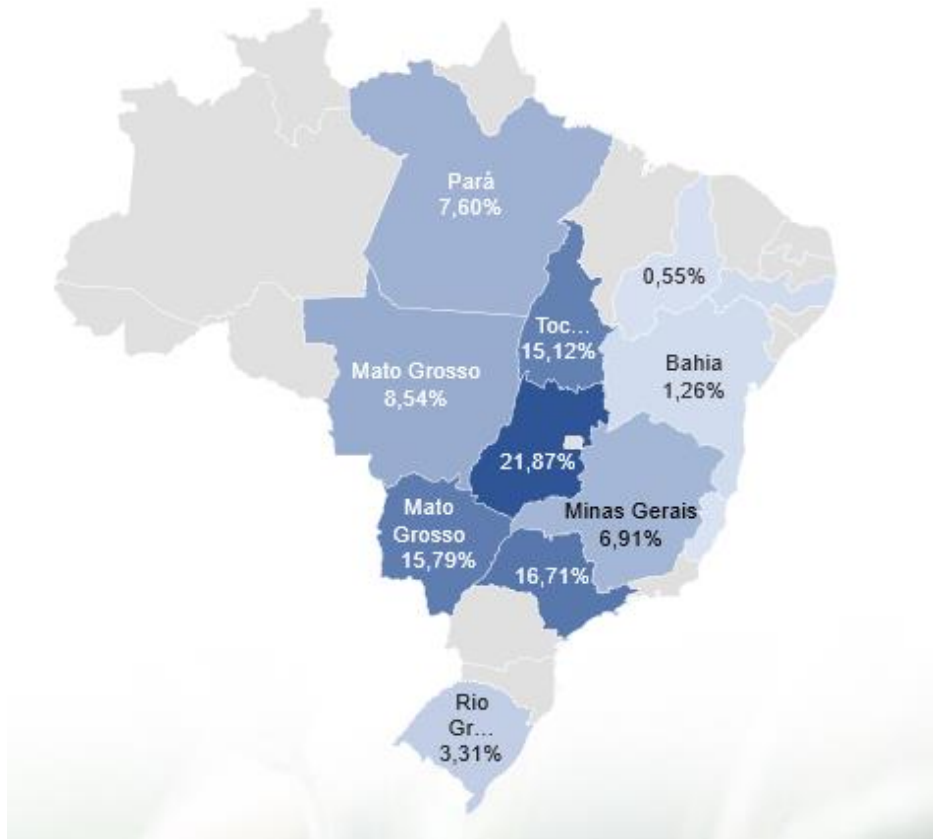 Pará
7,60%
0,55%
Toc...
15,12%
Bahia
1,26%
Mato Grosso
8,54%
21,87%
Minas Gerais
6,91%
Mato
Grosso
15,79%
16,71%
Rio
Gr...
3,31%